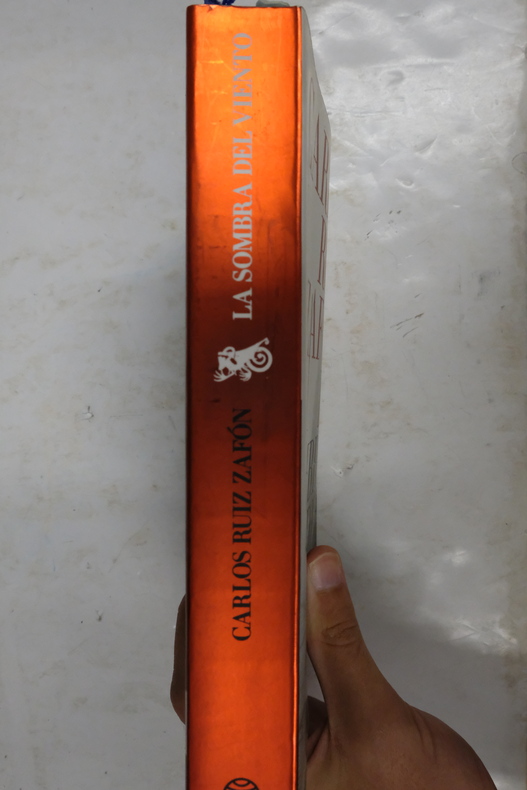 CARLOS RUIZ ZAFÓN
LA SOMBRA DEL VIENTO